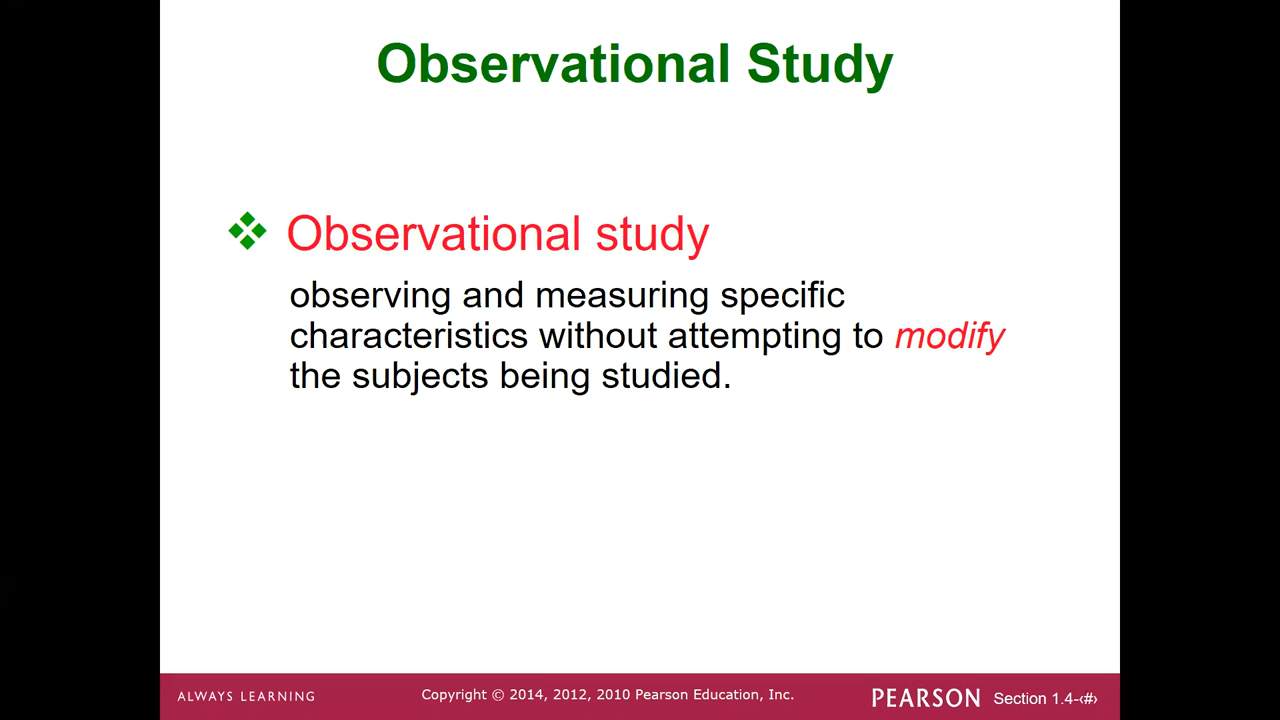 Observational Study
Observational study
observing and measuring specific
characteristics without attempting to modify
the subjects being studied.
ALWAYS LEARNING
Copyright © 2014, 2012, 2010 Pearson Education, Inc.
PEARSON
Section 1.4-‹#›